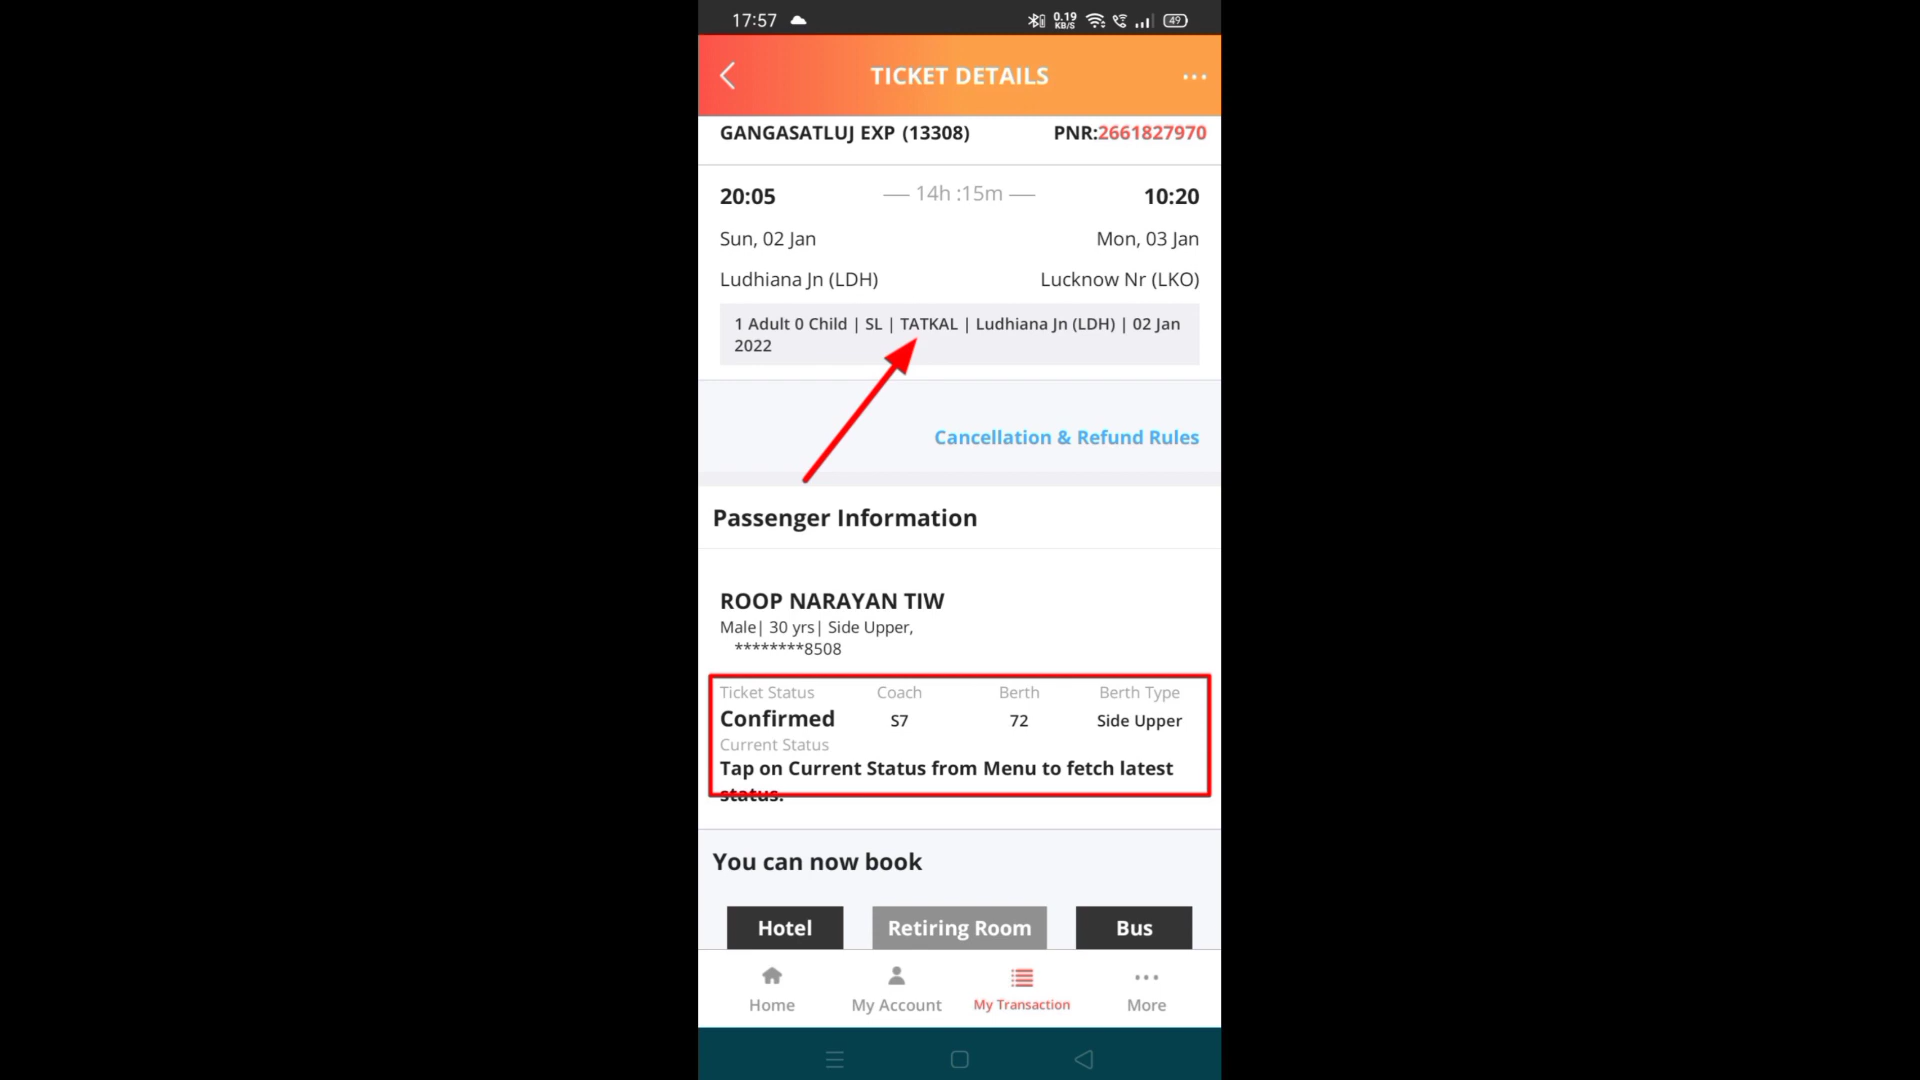 17:57 0.19 KB/S 49
TICKET DETAILS
GANGASATLUJ EXP (13308) PNR:2661827970
20:05 14h :15m 10:20
Sun, 02 Jan Mon, 03 Jan
Ludhiana Jn (LDH) Lucknow Nr (LKO)
1 Adult 0 Child | SL | TATKAL | Ludhiana Jn (LDH) | 02 Jan
2022
Cancellation & Refund Rules
Passenger Information
ROOP NARAYAN TIW
Male| 30 yrs| Side Upper,
********8508
Ticket Status Coach Berth Berth Type
Confirmed S7 72 Side Upper
Current Status
Tap on Current Status from Menu to fetch latest
status.
You can now book
Hotel Retiring Room Bus
Home My Account My Transaction More